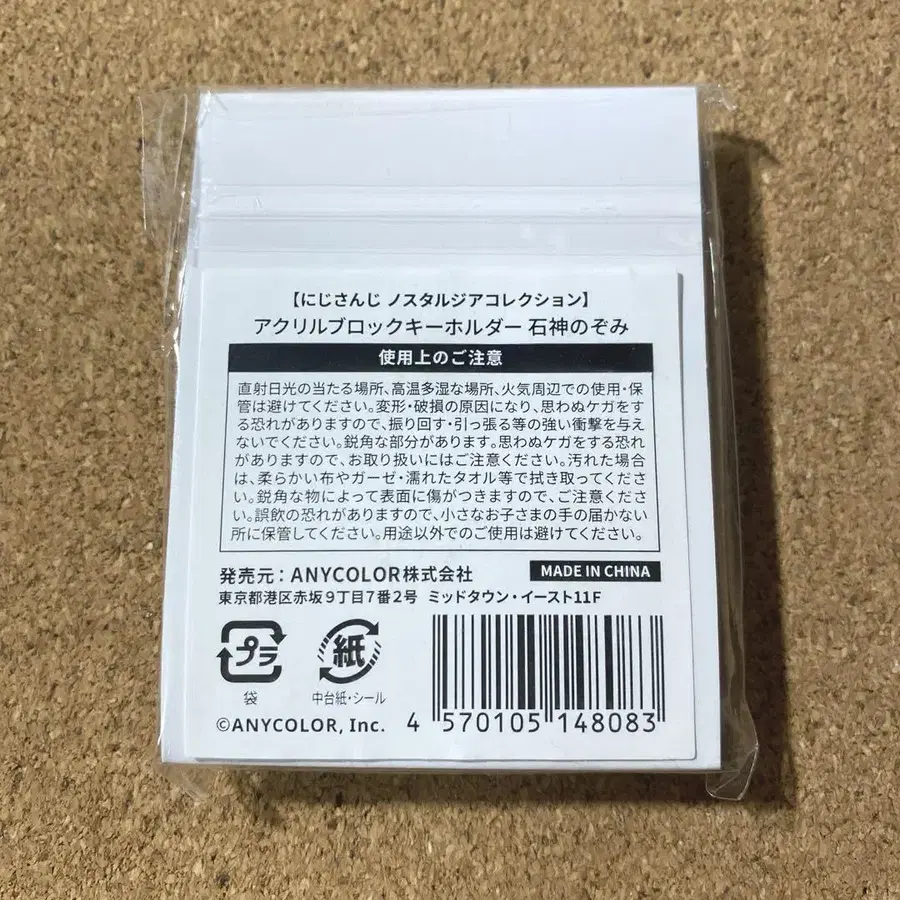 【にじさんじ ノスタルジアコレクション】
アクリルブロックキーホルダー 石神のぞみ
使用上のご注意
直射日光の当たる場所、高温多湿な場所、火気周辺での使用・保
管は避けてください。変形・破損の原因になり、思わぬケガをす
る恐れがありますので、振り回す・引っ張る等の強い衝撃を与え
ないでください。鋭角な部分があります。思わぬケガをする恐れ
がありますので、お取り扱いにはご注意ください。汚れた場合
は、柔らかい布やガーゼ・濡れたタオル等で拭き取ってくださ
い。鋭角な物によって表面に傷がつきますので、ご注意くださ
い。誤飲の恐れがありますので、小さなお子さまの手の届かない
所に保管してください。用途以外でのご使用は避けてください。
発売元：ANYCOLOR株式会社 MADE IN CHINA
東京都港区赤坂9丁目7番2号 ミッドタウン・イースト11F
プラ 紙
袋 中台紙・シール
©ANYCOLOR, Inc. 4 570105 148083